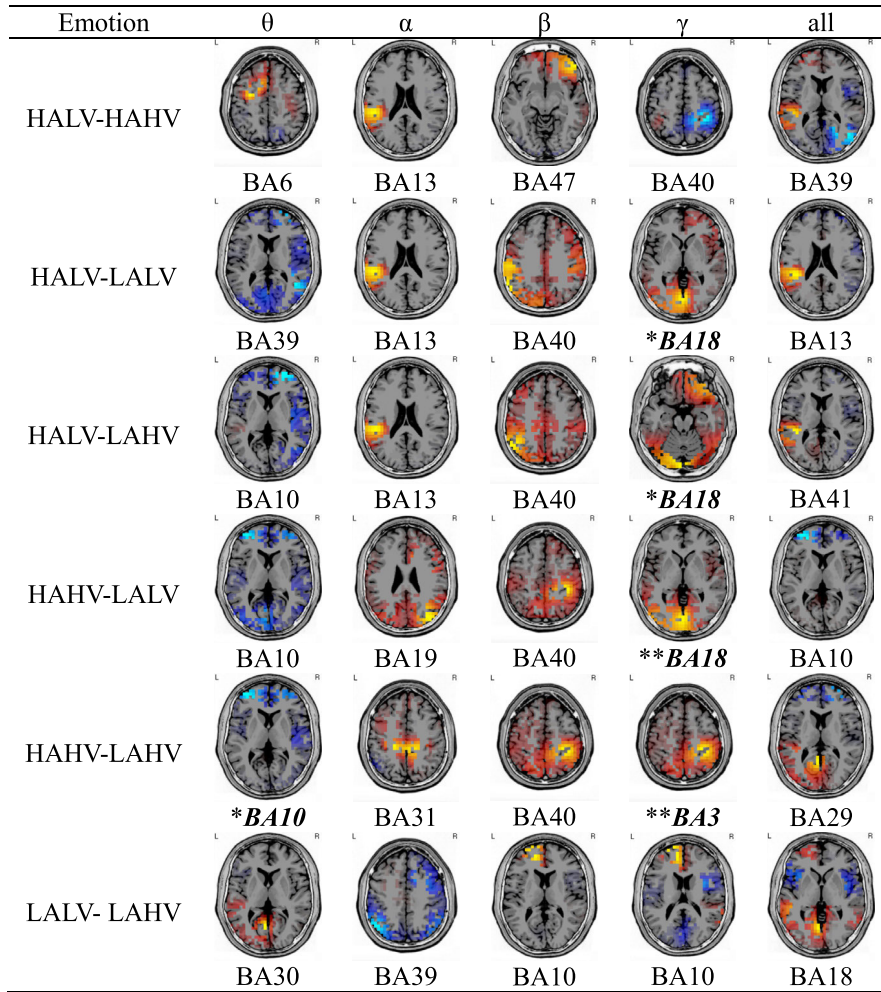 Emotion θ α β γ all
L R L R L R L R L R
HALV-HAHV
BA6 BA13 BA47 BA40 BA39
L R L R L R L R L R
HALV-LALV
BA39 BA13 BA40 *BA18 BA13
L R L R L R L R L R
HALV-LAHV
BA10 BA13 BA40 *BA18 BA41
L R L R L R L R L R
HAHV-LALV
BA10 BA19 BA40 **BA18 BA10
L R L R L R L R L R
HAHV-LAHV
*BA10 BA31 BA40 **BA3 BA29
L R L R L R L R L R
LALV- LAHV
BA30 BA39 BA10 BA10 BA18